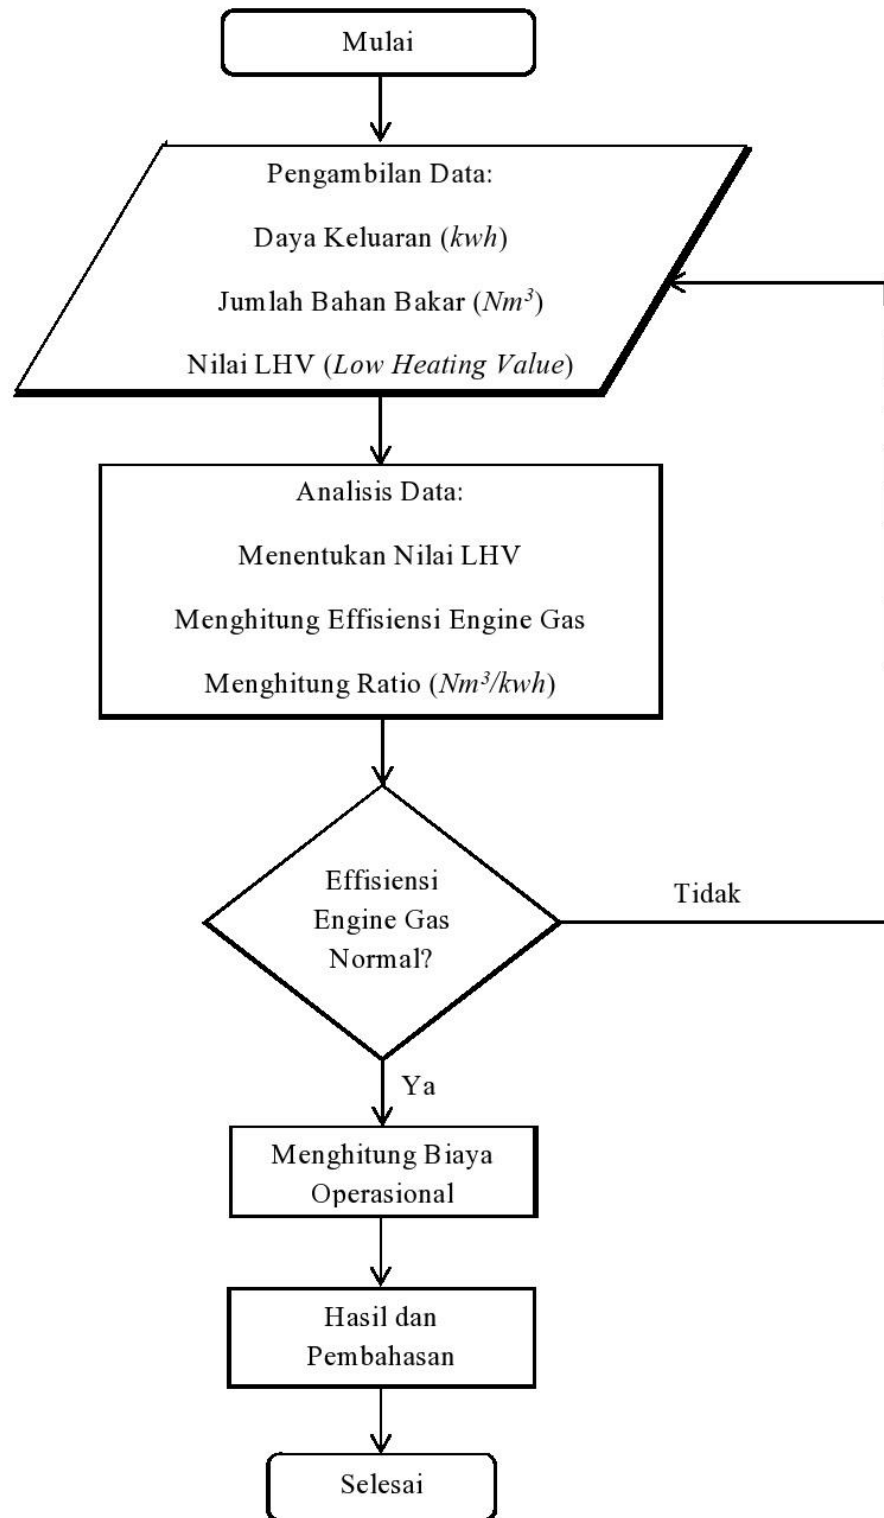 Mulai
Pengambilan Data:
Daya Keluaran (kwh)
Jumlah Bahan Bakar (Nm³)
Nilai LHV (Low Heating Value)
Analisis Data:
Menentukan Nilai LHV
Menghitung Effisiensi Engine Gas
Menghitung Ratio (Nm³/kwh)
Effisiensi
Engine Gas
Normal?
Tidak
Ya
Menghitung Biaya
Operasional
Hasil dan
Pembahasan
Selesai